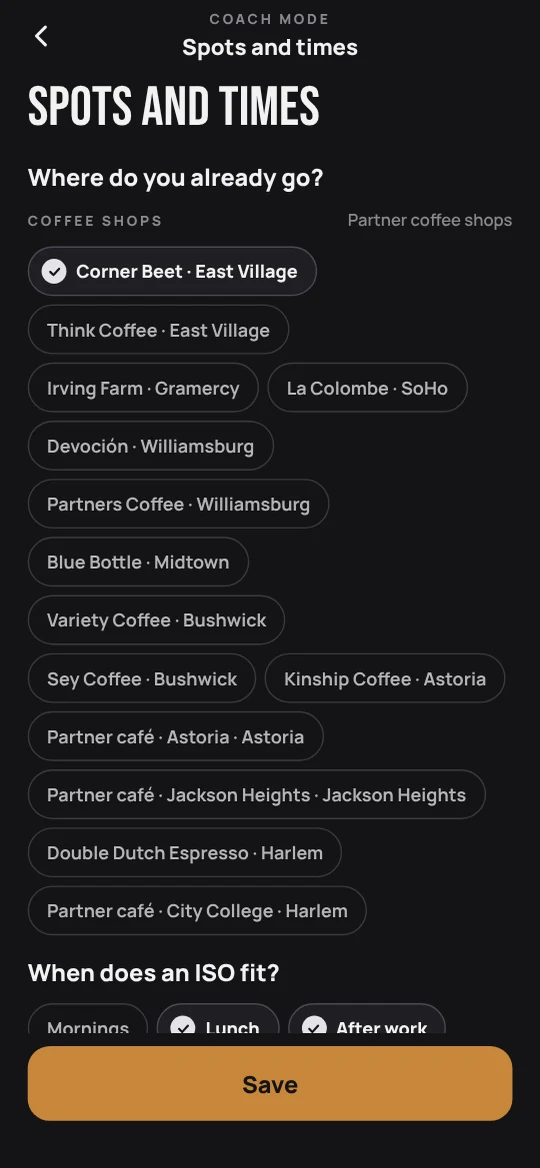 COACH MODE
Spots and times
SPOTS AND TIMES
Where do you already go?
COFFEE SHOPS Partner coffee shops
Corner Beet · East Village
Think Coffee · East Village
Irving Farm · Gramercy La Colombe · SoHo
Devoción · Williamsburg
Partners Coffee · Williamsburg
Blue Bottle · Midtown
Variety Coffee · Bushwick
Sey Coffee · Bushwick Kinship Coffee · Astoria
Partner café · Astoria · Astoria
Partner café · Jackson Heights · Jackson Heights
Double Dutch Espresso · Harlem
Partner café · City College · Harlem
When does an ISO fit?
Mornings Lunch After work
Save